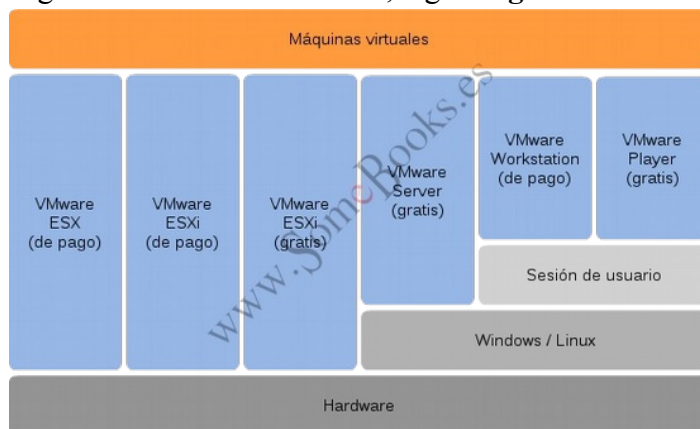 Máquinas virtuales
VMware
ESX
(de pago)
VMware
ESXi
(de pago)
VMware
ESXi
(gratis)
VMware
Server
(gratis)
VMware
Workstation
(de pago)
VMware
Player
(gratis)
Sesión de usuario
Windows / Linux
Hardware
www.SomeBooks.es